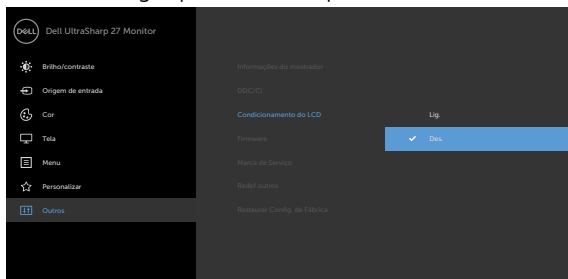 DELL Dell UltraSharp 27 Monitor
Brilho/contraste
Origem de entrada
Cor
Tela
Menu
Personalizar
Outros
Informações do mostrador
DDC/CI
Condicionamento do LCD
Firmware
Marca de Serviço
Redef outros
Restaurar Config. de Fábrica
Lig.
Des.